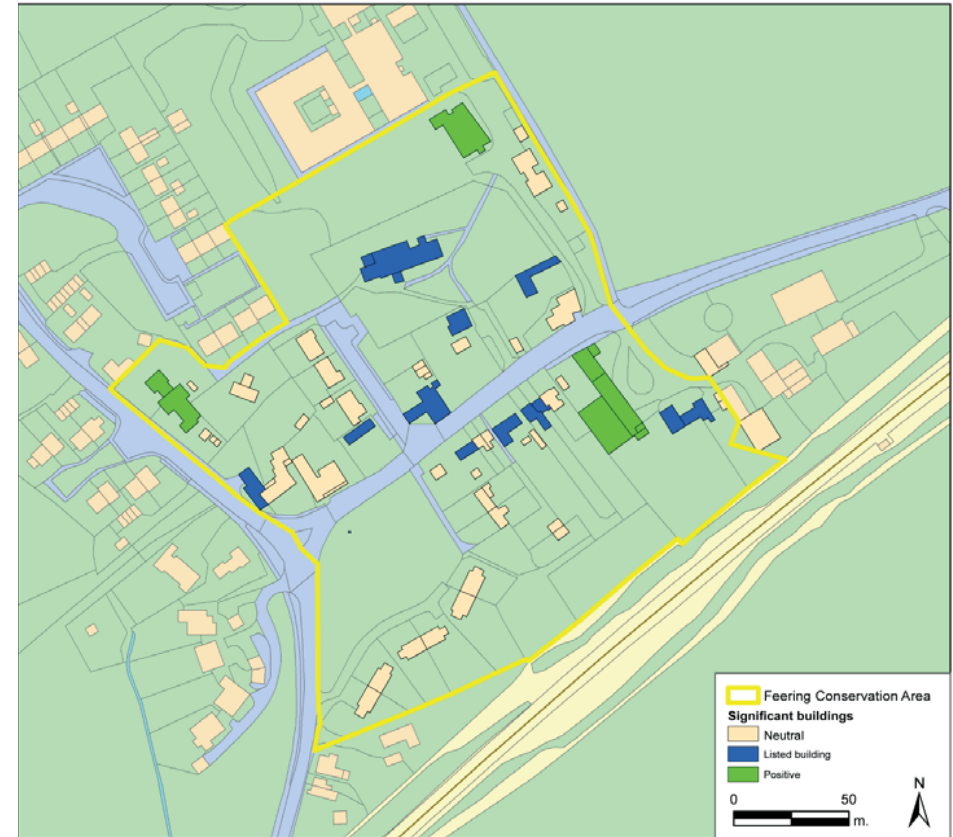 Feering Conservation Area
Significant buildings
Neutral
Listed building
Positive
N
0 50
m.